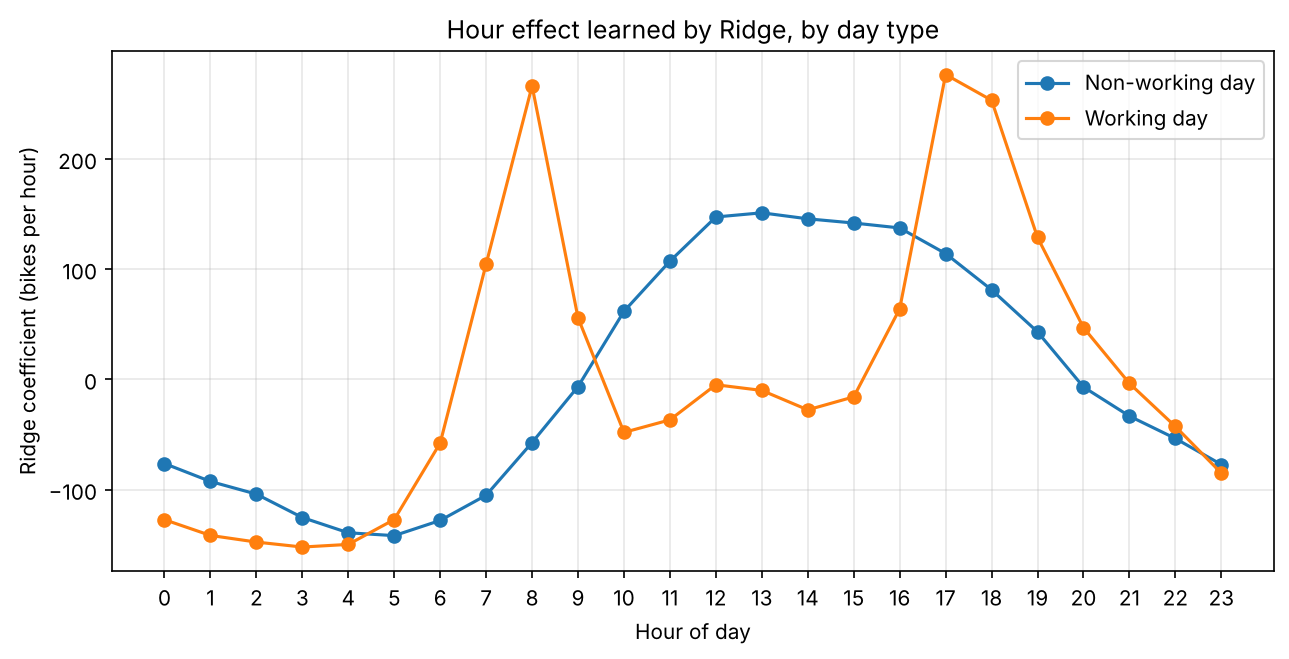 Hour effect learned by Ridge, by day type
Non-working day
Working day
Ridge coefficient (bikes per hour)
200
100
0
−100
0 1 2 3 4 5 6 7 8 9 10 11 12 13 14 15 16 17 18 19 20 21 22 23
Hour of day